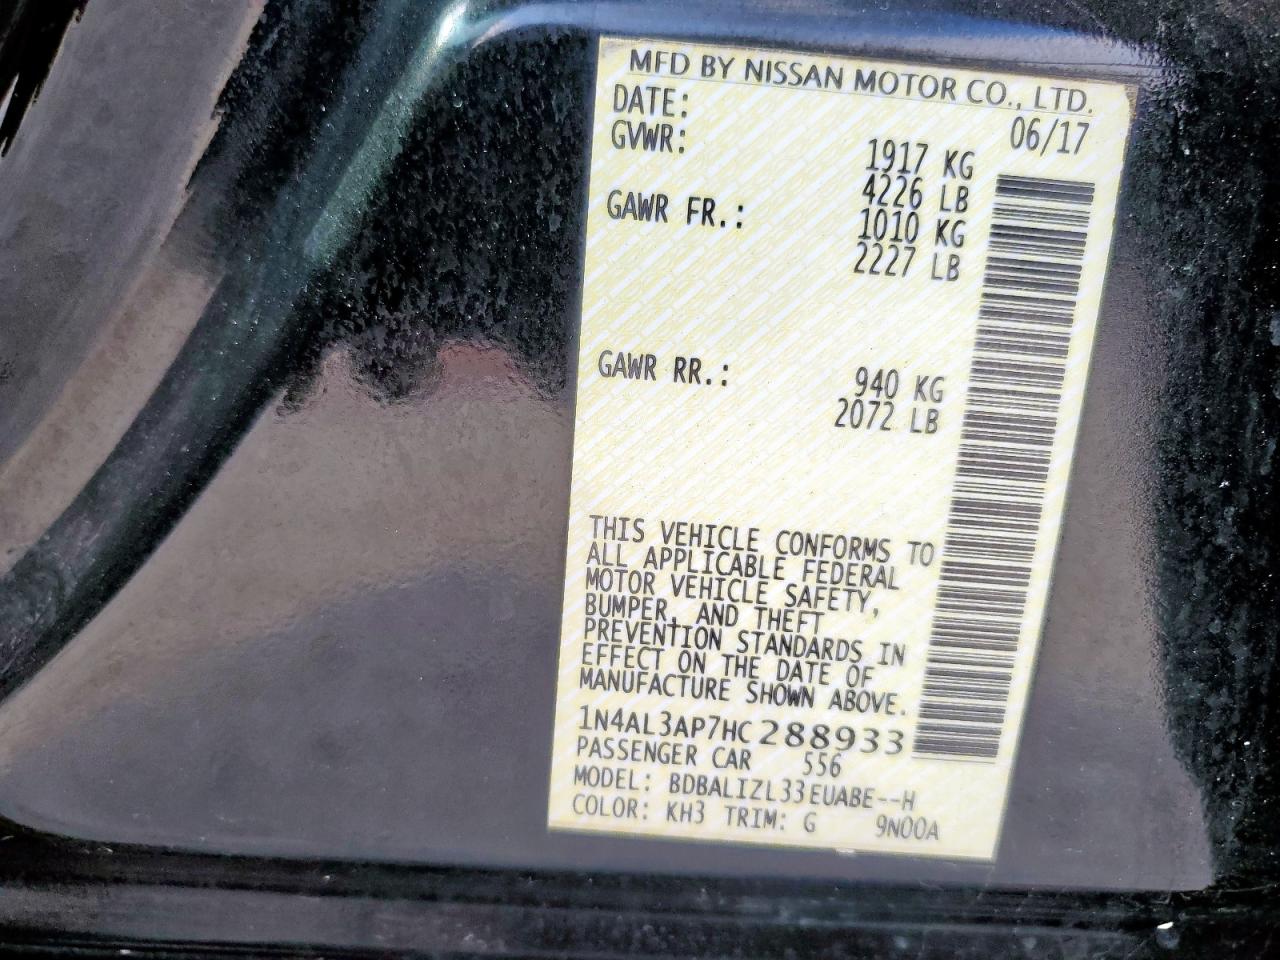 MFD BY NISSAN MOTOR CO., LTD.
DATE: 06/17
GVWR: 1917 KG
4226 LB
GAWR FR.: 1010 KG
2227 LB
GAWR RR.: 940 KG
2072 LB
THIS VEHICLE CONFORMS TO
ALL APPLICABLE FEDERAL
MOTOR VEHICLE SAFETY,
BUMPER, AND THEFT
PREVENTION STANDARDS IN
EFFECT ON THE DATE OF
MANUFACTURE SHOWN ABOVE.
1N4AL3AP7HC288933
PASSENGER CAR 556
MODEL: BDBALIZL33EUABE--H
COLOR: KH3 TRIM: G 9N00A